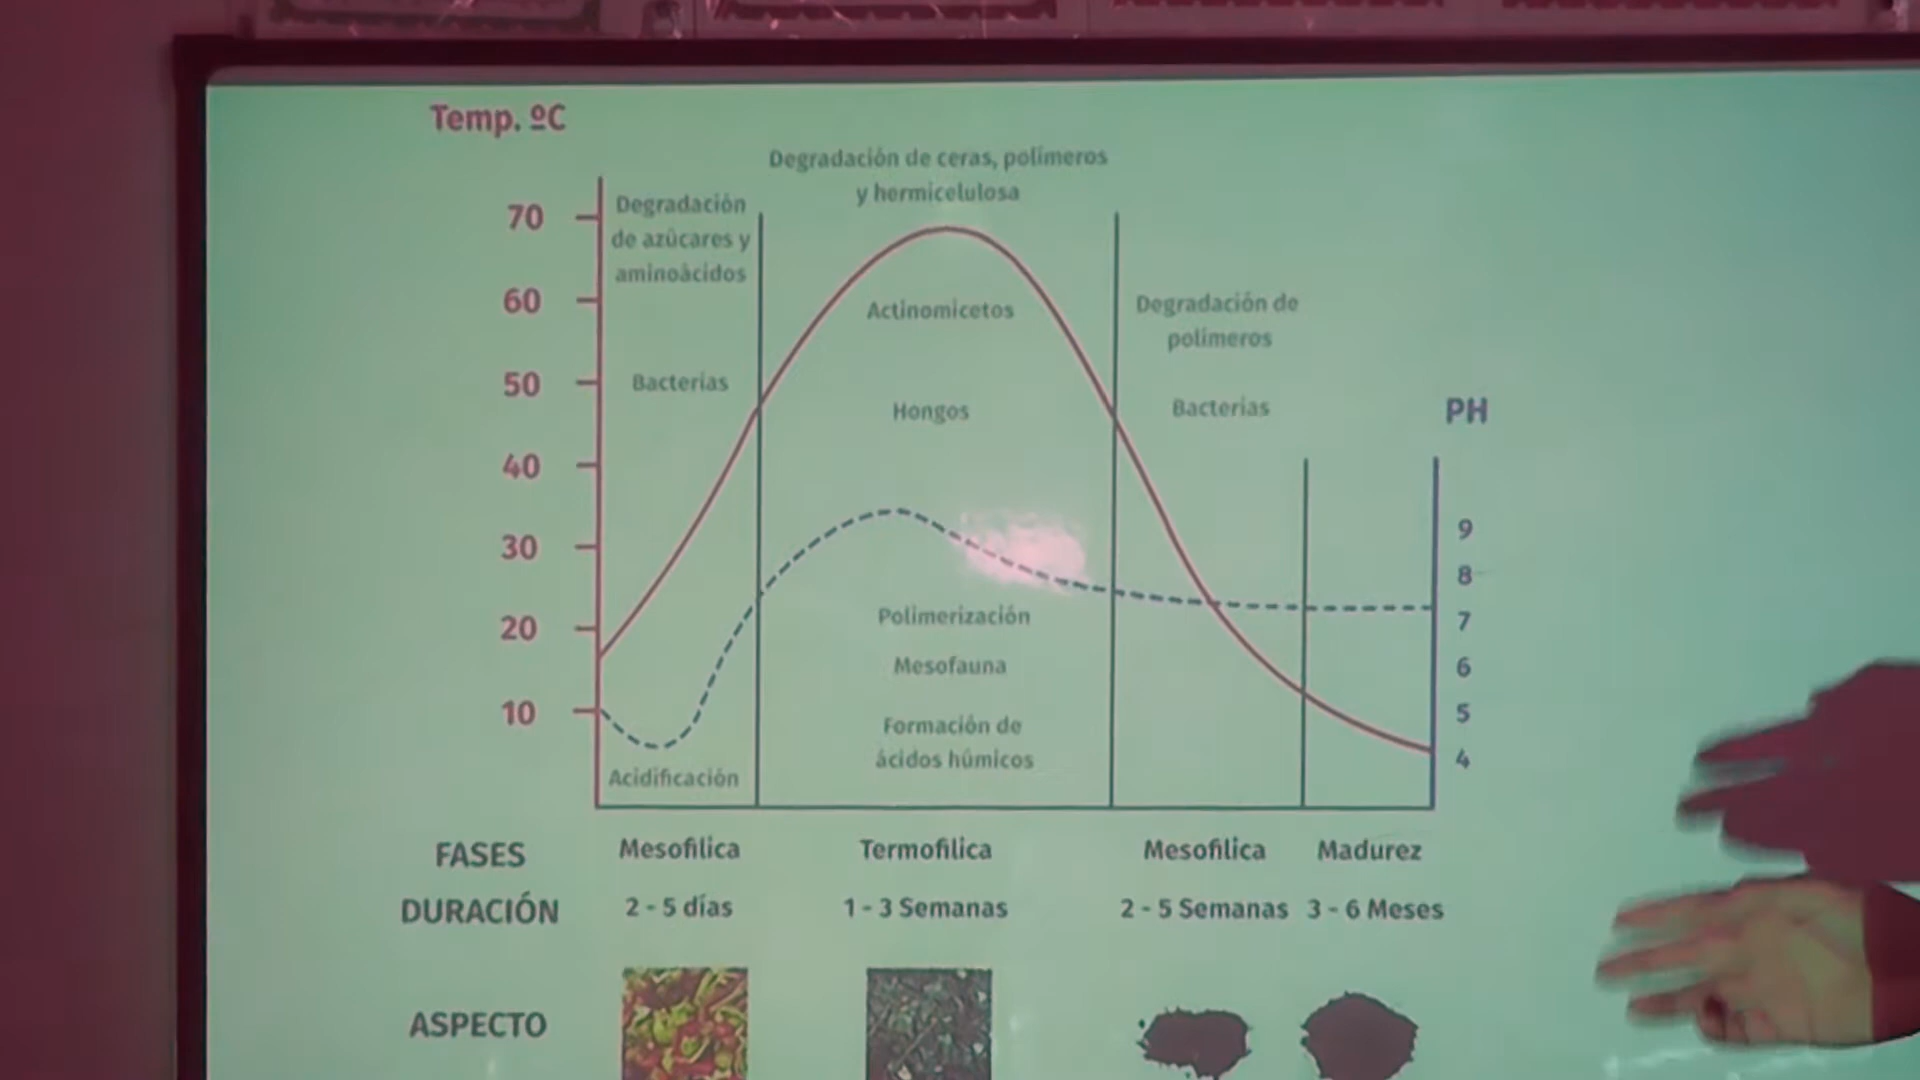 Temp. ºC
Degradación de ceras, polímeros
y hermicelulosa
Degradación
de azúcares y
aminoácidos
70
60
50
40
30
20
10
Bacterias
Actinomicetos
Hongos
Degradación de
polímeros
Bacterias
PH
9
8
7
6
5
4
Polimerización
Mesofauna
Formación de
ácidos húmicos
Acidificación
FASES Mesofilica Termofilica Mesofilica Madurez
DURACIÓN 2 - 5 días 1 - 3 Semanas 2 - 5 Semanas 3 - 6 Meses
ASPECTO